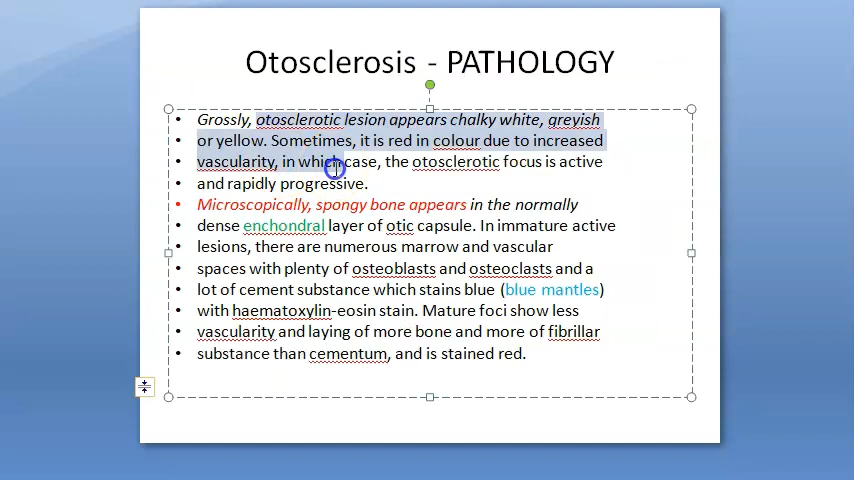 Otosclerosis - PATHOLOGY
• Grossly, otosclerotic lesion appears chalky white, greyish
• or yellow. Sometimes, it is red in colour due to increased
• vascularity, in which case, the otosclerotic focus is active
• and rapidly progressive.
• Microscopically, spongy bone appears in the normally
• dense enchondral layer of otic capsule. In immature active
• lesions, there are numerous marrow and vascular
• spaces with plenty of osteoblasts and osteoclasts and a
• lot of cement substance which stains blue (blue mantles)
• with haematoxylin-eosin stain. Mature foci show less
• vascularity and laying of more bone and more of fibrillar
• substance than cementum, and is stained red.